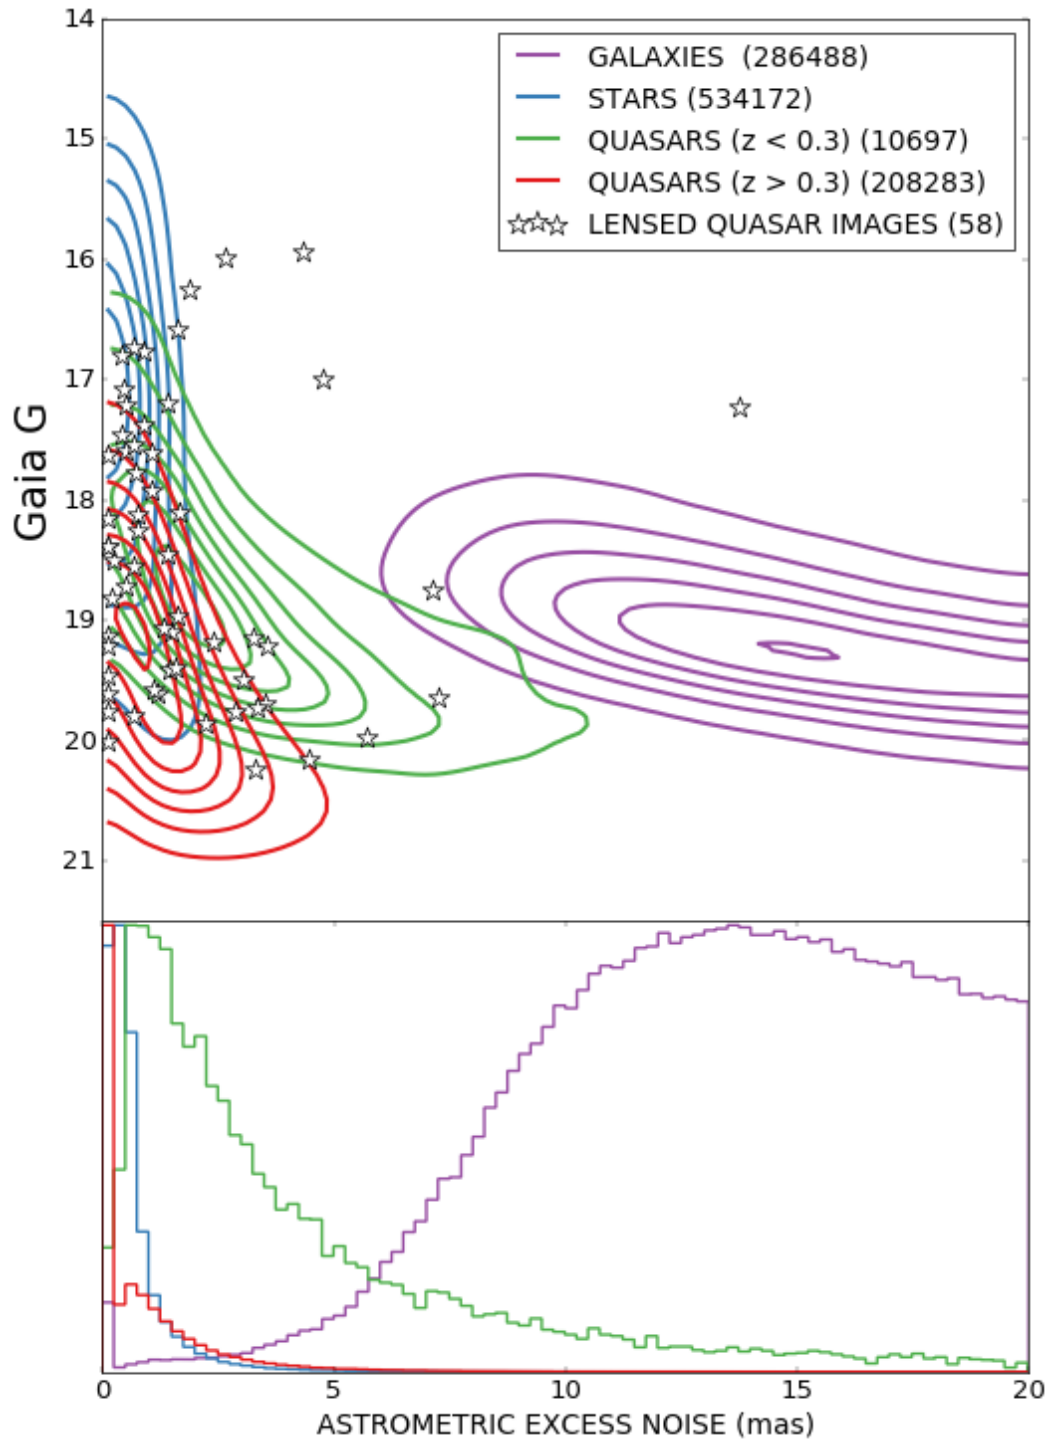 14
15
16
17
18
19
20
21
Gaia G
GALAXIES (286488)
STARS (534172)
QUASARS (z < 0.3) (10697)
QUASARS (z > 0.3) (208283)
LENSED QUASAR IMAGES (58)
0 5 10 15 20
ASTROMETRIC EXCESS NOISE (mas)